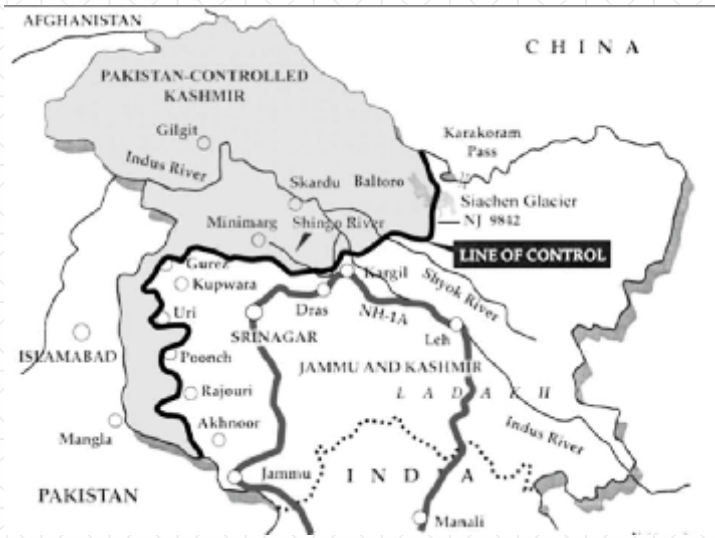 AFGHANISTAN
CHINA
PAKISTAN-CONTROLLED
KASHMIR
Gilgit
Karakoram
Pass
Indus River
Skardu
Baltoro
Siachen Glacier
NJ 9842
Minimarg
Shingo River
LINE OF CONTROL
Gurez
Kargil
Kupwara
Shyok River
Dras
NH-1A
Uri
SRINAGAR
Leh
ISLAMABAD
Poonch
JAMMU AND KASHMIR
LADAKH
Rajouri
Akhnoor
Indus River
Mangla
Jammu
INDIA
PAKISTAN
Manali